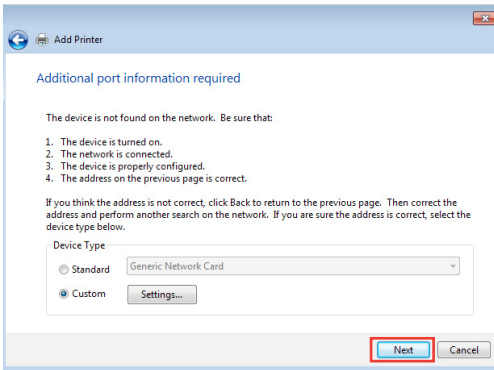 Add Printer
Additional port information required
The device is not found on the network. Be sure that:
1. The device is turned on.
2. The network is connected.
3. The device is properly configured.
4. The address on the previous page is correct.
If you think the address is not correct, click Back to return to the previous page. Then correct the
address and perform another search on the network. If you are sure the address is correct, select the
device type below.
Device Type
Standard Generic Network Card
Custom Settings...
Next Cancel